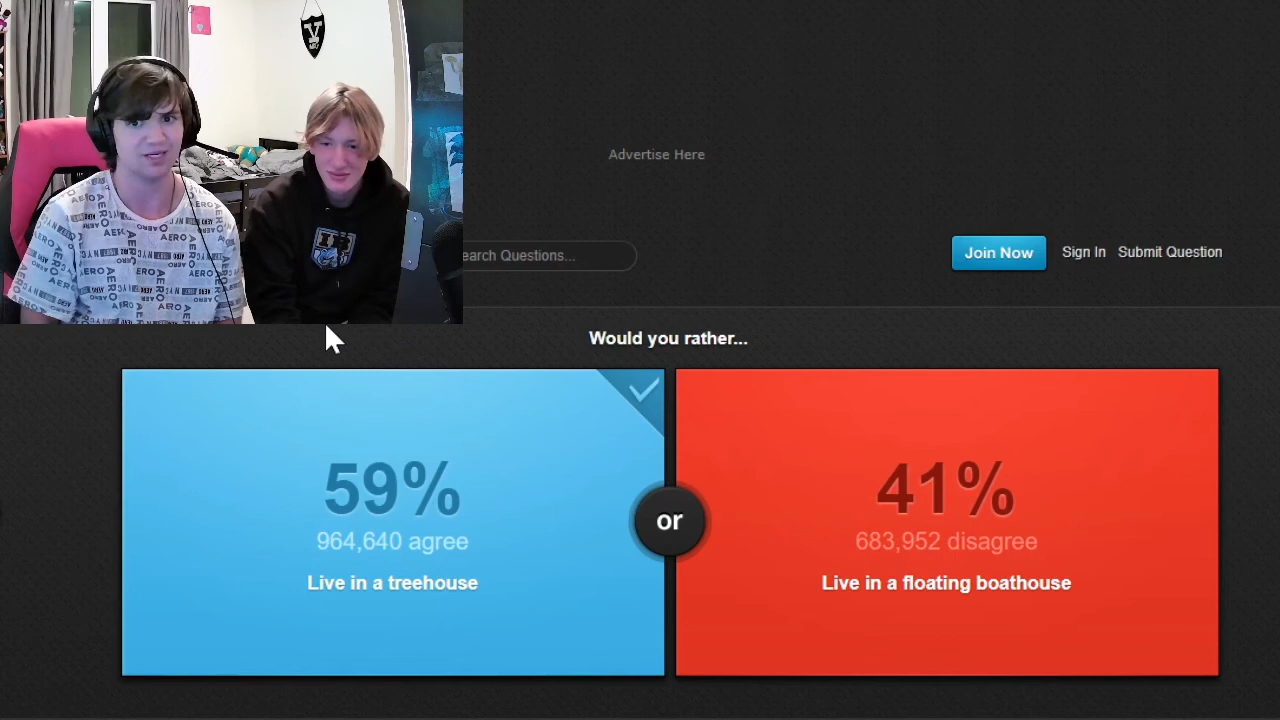 Advertise Here
earch Questions...
Join Now
Sign In
Submit Question
Would you rather...
59%
964,640 agree
Live in a treehouse
or
41%
683,952 disagree
Live in a floating boathouse
AERO